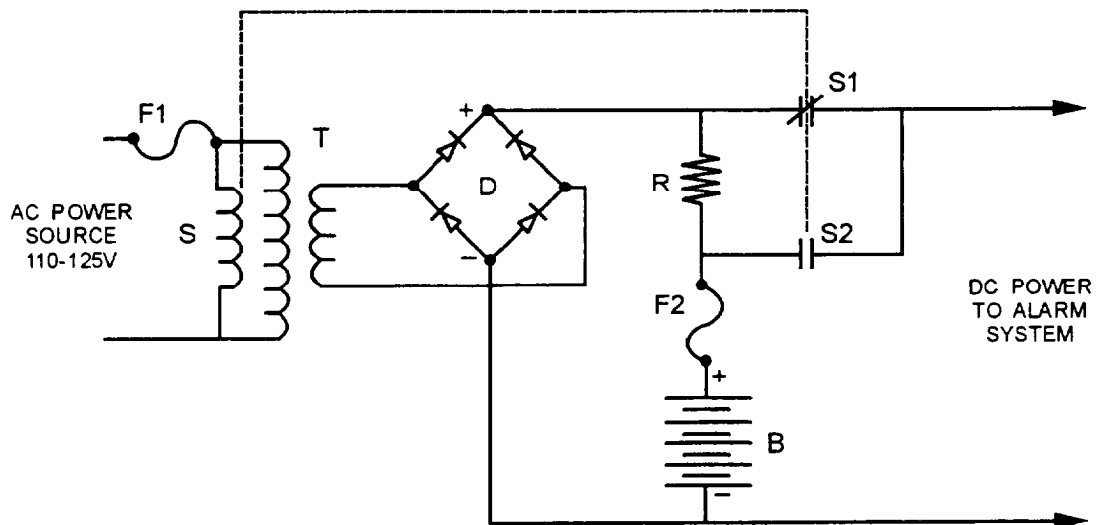 F1
T
S
AC POWER
SOURCE
110-125V
+
D
−
S1
R
S2
F2
+
B
−
DC POWER
TO ALARM
SYSTEM